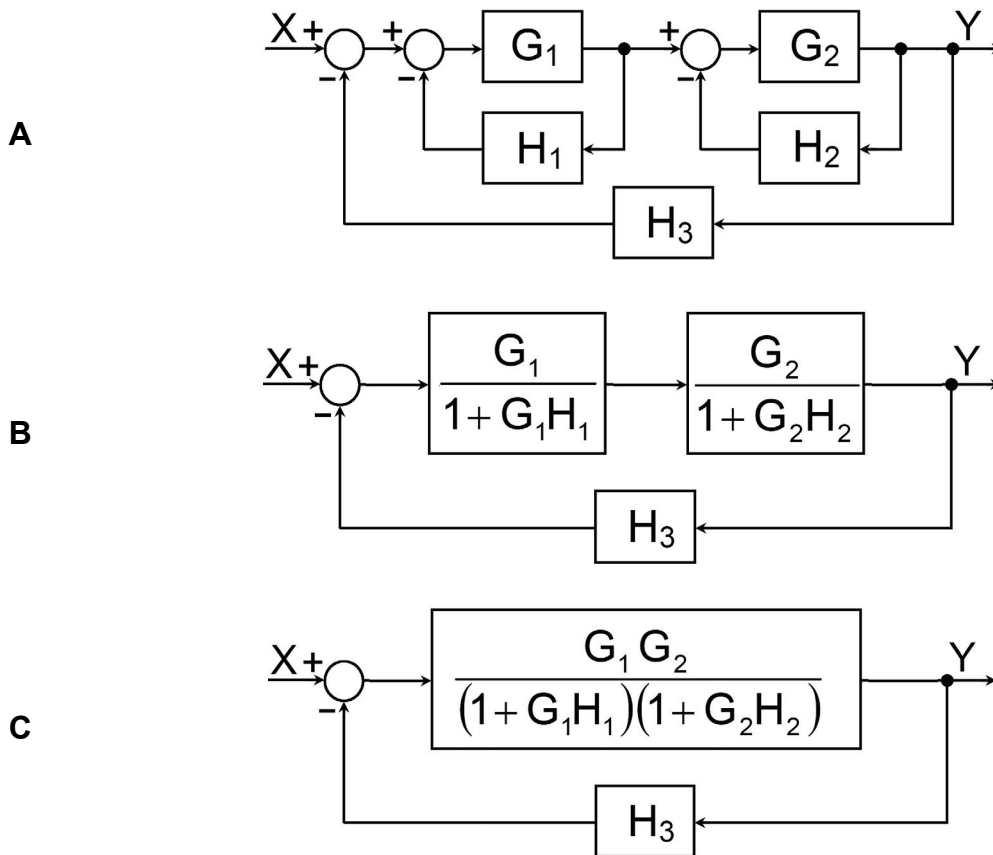 A
X + + G₁ + G₂ Y
− − −
H₁ H₂
H₃
B
X + G₁ G₂ Y
− 1 + G₁H₁ 1 + G₂H₂
H₃
C
X + G₁ G₂ Y
− (1 + G₁H₁)(1 + G₂H₂)
H₃